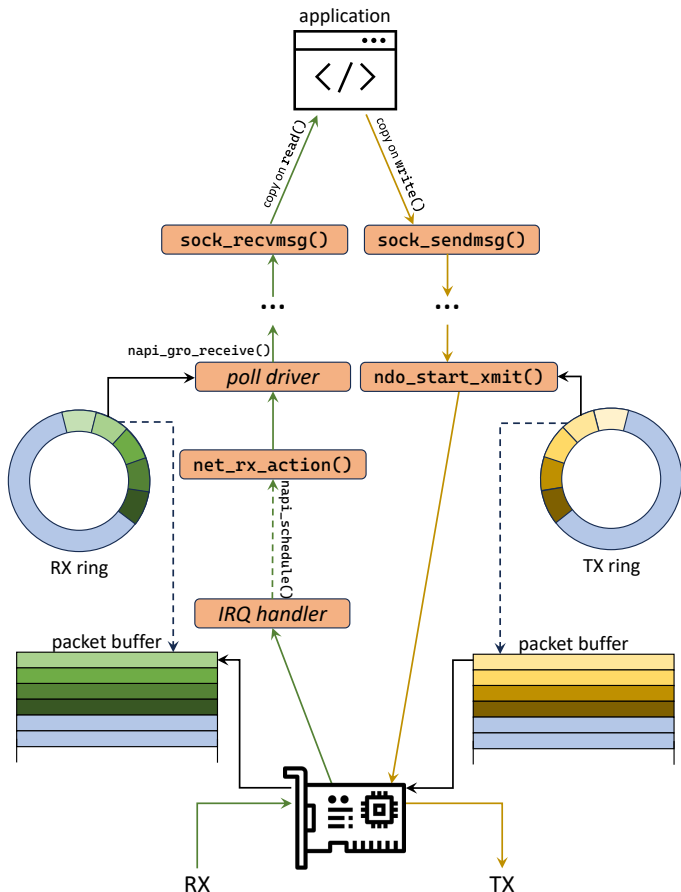 application
</>
copy on read()
copy on write()
sock_recvmsg()
sock_sendmsg()
...
...
napi_gro_receive()
poll driver
ndo_start_xmit()
net_rx_action()
napi_schedule()
RX ring
TX ring
IRQ handler
packet buffer
packet buffer
RX
TX